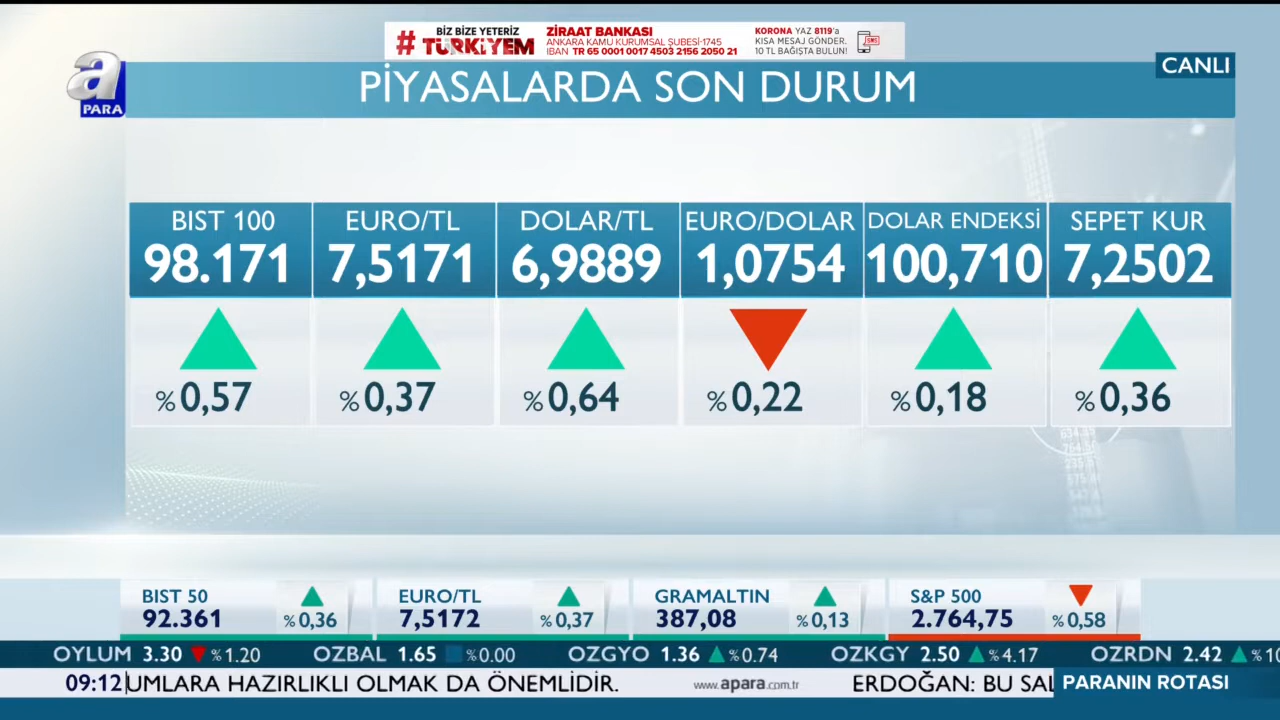 BİZ BİZE YETERİZ
#TÜRKİYEM
ZİRAAT BANKASI
ANKARA KAMU KURUMSAL ŞUBESİ-1745
IBAN TR 65 0001 0017 4503 2156 2050 21
KORONA YAZ 8119'a
KISA MESAJ GÖNDER.
10 TL BAĞIŞTA BULUN!
SMS
a
PARA
PİYASALARDA SON DURUM
CANLI
BIST 100
98.171
%0,57
EURO/TL
7,5171
%0,37
DOLAR/TL
6,9889
%0,64
EURO/DOLAR
1,0754
%0,22
DOLAR ENDEKSİ
100,710
%0,18
SEPET KUR
7,2502
%0,36
BIST 50
92.361
%0,36
EURO/TL
7,5172
%0,37
GRAMALTIN
387,08
%0,13
S&P 500
2.764,75
%0,58
OYLUM 3.30 %1.20 OZBAL 1.65 %0.00 OZGYO 1.36 %0.74 OZKGY 2.50 %4.17 OZRDN 2.42 %10
09:12 UMLARA HAZIRLIKLI OLMAK DA ÖNEMLİDİR. www.apara.com.tr ERDOĞAN: BU SAL
PARANIN ROTASI